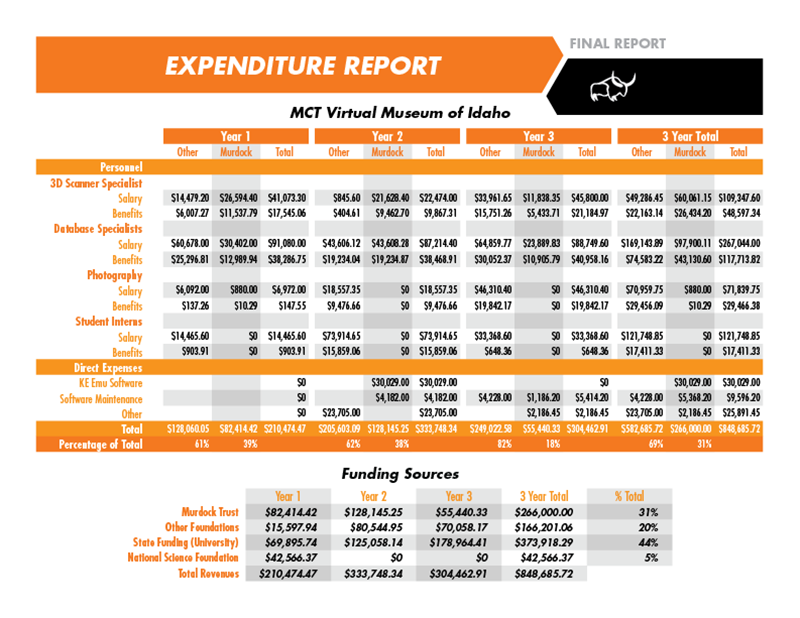 FINAL REPORT
EXPENDITURE REPORT
MCT Virtual Museum of Idaho
Year 1 Year 2 Year 3 3 Year Total
Other Murdock Total Other Murdock Total Other Murdock Total Other Murdock Total
Personnel
3D Scanner Specialist
Salary $14,479.20 $26,594.40 $41,073.30 $845.60 $21,628.40 $22,474.00 $33,961.65 $11,838.35 $45,800.00 $49,286.45 $60,061.15 $109,347.60
Benefits $6,007.27 $11,537.79 $17,545.06 $404.61 $9,462.70 $9,867.31 $15,751.26 $5,433.71 $21,184.97 $22,163.14 $26,434.20 $48,597.34
Database Specialists
Salary $60,678.00 $30,402.00 $91,080.00 $43,606.12 $43,608.28 $87,214.40 $64,859.77 $23,889.83 $88,749.60 $169,143.89 $97,900.11 $267,044.00
Benefits $25,296.81 $12,989.94 $38,286.75 $19,234.04 $19,234.87 $38,468.91 $30,052.37 $10,905.79 $40,958.16 $74,583.22 $43,130.60 $117,713.82
Photography
Salary $6,092.00 $880.00 $6,972.00 $18,557.35 $0 $18,557.35 $46,310.40 $0 $46,310.40 $70,959.75 $880.00 $71,839.75
Benefits $137.26 $10.29 $147.55 $9,476.66 $0 $9,476.66 $19,842.17 $0 $19,842.17 $29,456.09 $10.29 $29,466.38
Student Interns
Salary $14,465.60 $0 $14,465.60 $73,914.65 $0 $73,914.65 $33,368.60 $0 $33,368.60 $121,748.85 $0 $121,748.85
Benefits $903.91 $0 $903.91 $15,859.06 $0 $15,859.06 $648.36 $0 $648.36 $17,411.33 $0 $17,411.33
Direct Expenses
KE Emu Software $0 $30,029.00 $30,029.00 $0 $30,029.00 $30,029.00
Software Maintenance $0 $4,182.00 $4,182.00 $4,228.00 $1,186.20 $5,414.20 $4,228.00 $5,368.20 $9,596.20
Other $0 $23,705.00 $23,705.00 $2,186.45 $2,186.45 $23,705.00 $2,186.45 $25,891.45
Total $128,060.05 $82,414.42 $210,474.47 $205,603.09 $128,145.25 $333,748.34 $249,022.58 $55,440.33 $304,462.91 $582,685.72 $266,000.00 $848,685.72
Percentage of Total 61% 39% 62% 38% 82% 18% 69% 31%
Funding Sources
Year 1 Year 2 Year 3 3 Year Total % Total
Murdock Trust $82,414.42 $128,145.25 $55,440.33 $266,000.00 31%
Other Foundations $15,597.94 $80,544.95 $70,058.17 $166,201.06 20%
State Funding (University) $69,895.74 $125,058.14 $178,964.41 $373,918.29 44%
National Science Foundation $42,566.37 $0 $0 $42,566.37 5%
Total Revenues $210,474.47 $333,748.34 $304,462.91 $848,685.72